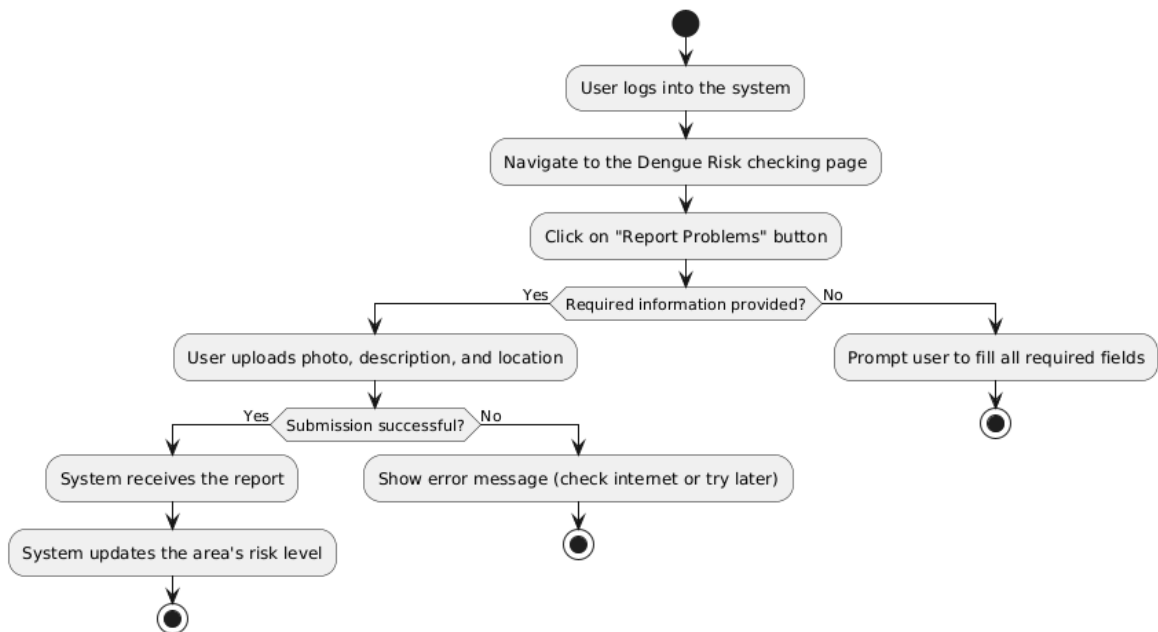 User logs into the system
Navigate to the Dengue Risk checking page
Click on "Report Problems" button
Yes
Required information provided?
No
User uploads photo, description, and location
Prompt user to fill all required fields
Yes
Submission successful?
No
System receives the report
Show error message (check internet or try later)
System updates the area's risk level